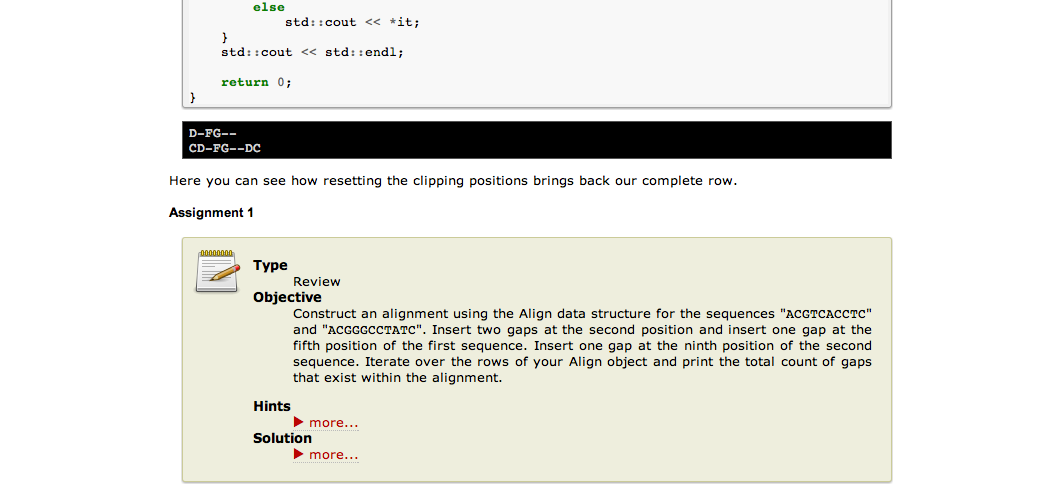 else
std::cout << *it;
}
std::cout << std::endl;
return 0;
}
D-FG--
CD-FG--DC
Here you can see how resetting the clipping positions brings back our complete row.
Assignment 1
Type
Review
Objective
Construct an alignment using the Align data structure for the sequences "ACGTCACCTC"
and "ACGGGCCTATC". Insert two gaps at the second position and insert one gap at the
fifth position of the first sequence. Insert one gap at the ninth position of the second
sequence. Iterate over the rows of your Align object and print the total count of gaps
that exist within the alignment.
Hints
more...
Solution
more...